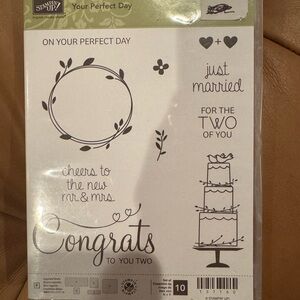 STAMPIN' UP!
Your Perfect Day
ON YOUR PERFECT DAY
+
just
married
FOR THE
TWO
OF YOU
cheers to
the new
mr. & mrs.
Congrats
TO YOU TWO
10